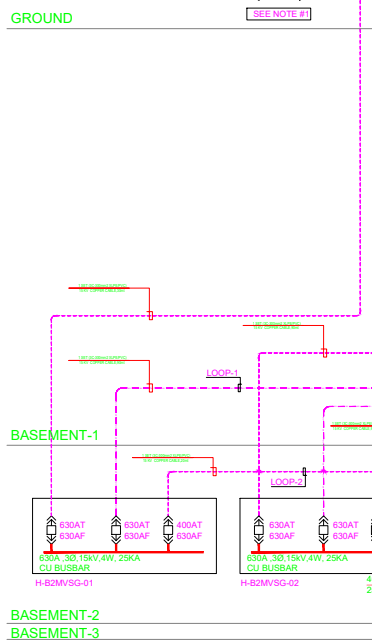 SEE NOTE #1
GROUND
LOOP-1
BASEMENT-1
LOOP-2
630AT
630AF
630AT
630AF
400AT
630AF
630AT
630AF
630AT
630AF
630A ,3Ø,15kV,4W, 25KA
CU BUSBAR
630A ,3Ø,15kV,4W, 25KA
CU BUSBAR
H-B2MVSG-01
H-B2MVSG-02
BASEMENT-2
BASEMENT-3